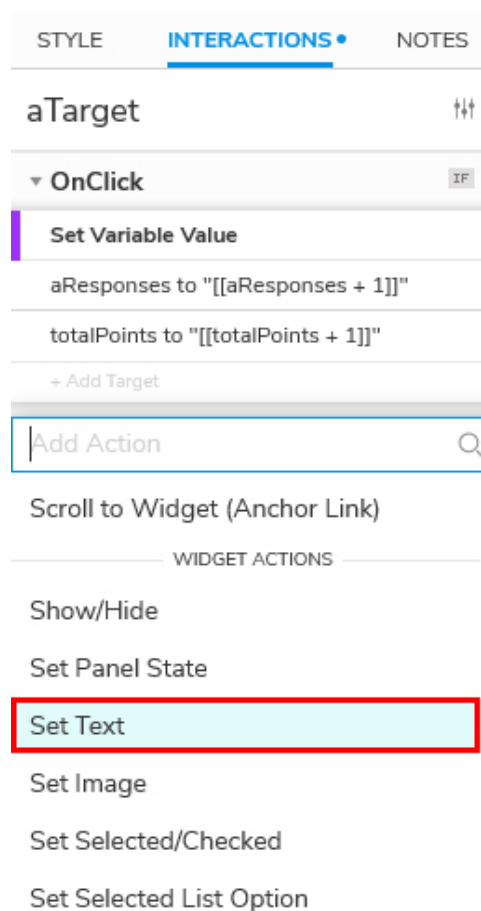 STYLE INTERACTIONS NOTES
aTarget
OnClick IF
Set Variable Value
aResponses to "[[aResponses + 1]]"
totalPoints to "[[totalPoints + 1]]"
+ Add Target
Add Action
Scroll to Widget (Anchor Link)
WIDGET ACTIONS
Show/Hide
Set Panel State
Set Text
Set Image
Set Selected/Checked
Set Selected List Option